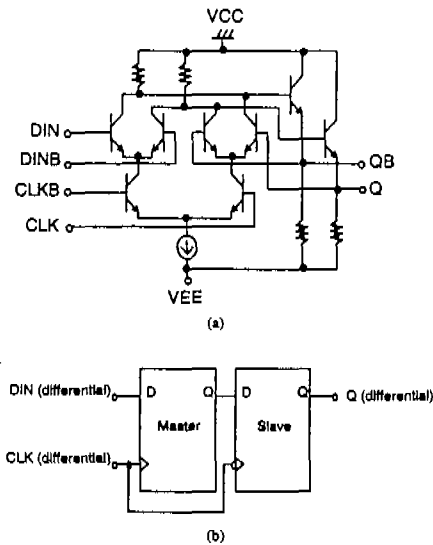 VCC
DIN
DINB
CLKB
CLK
QB
Q
VEE
(a)
DIN (differential)
D
Q
D
Q
Q (differential)
Master
Slave
CLK (differential)
(b)